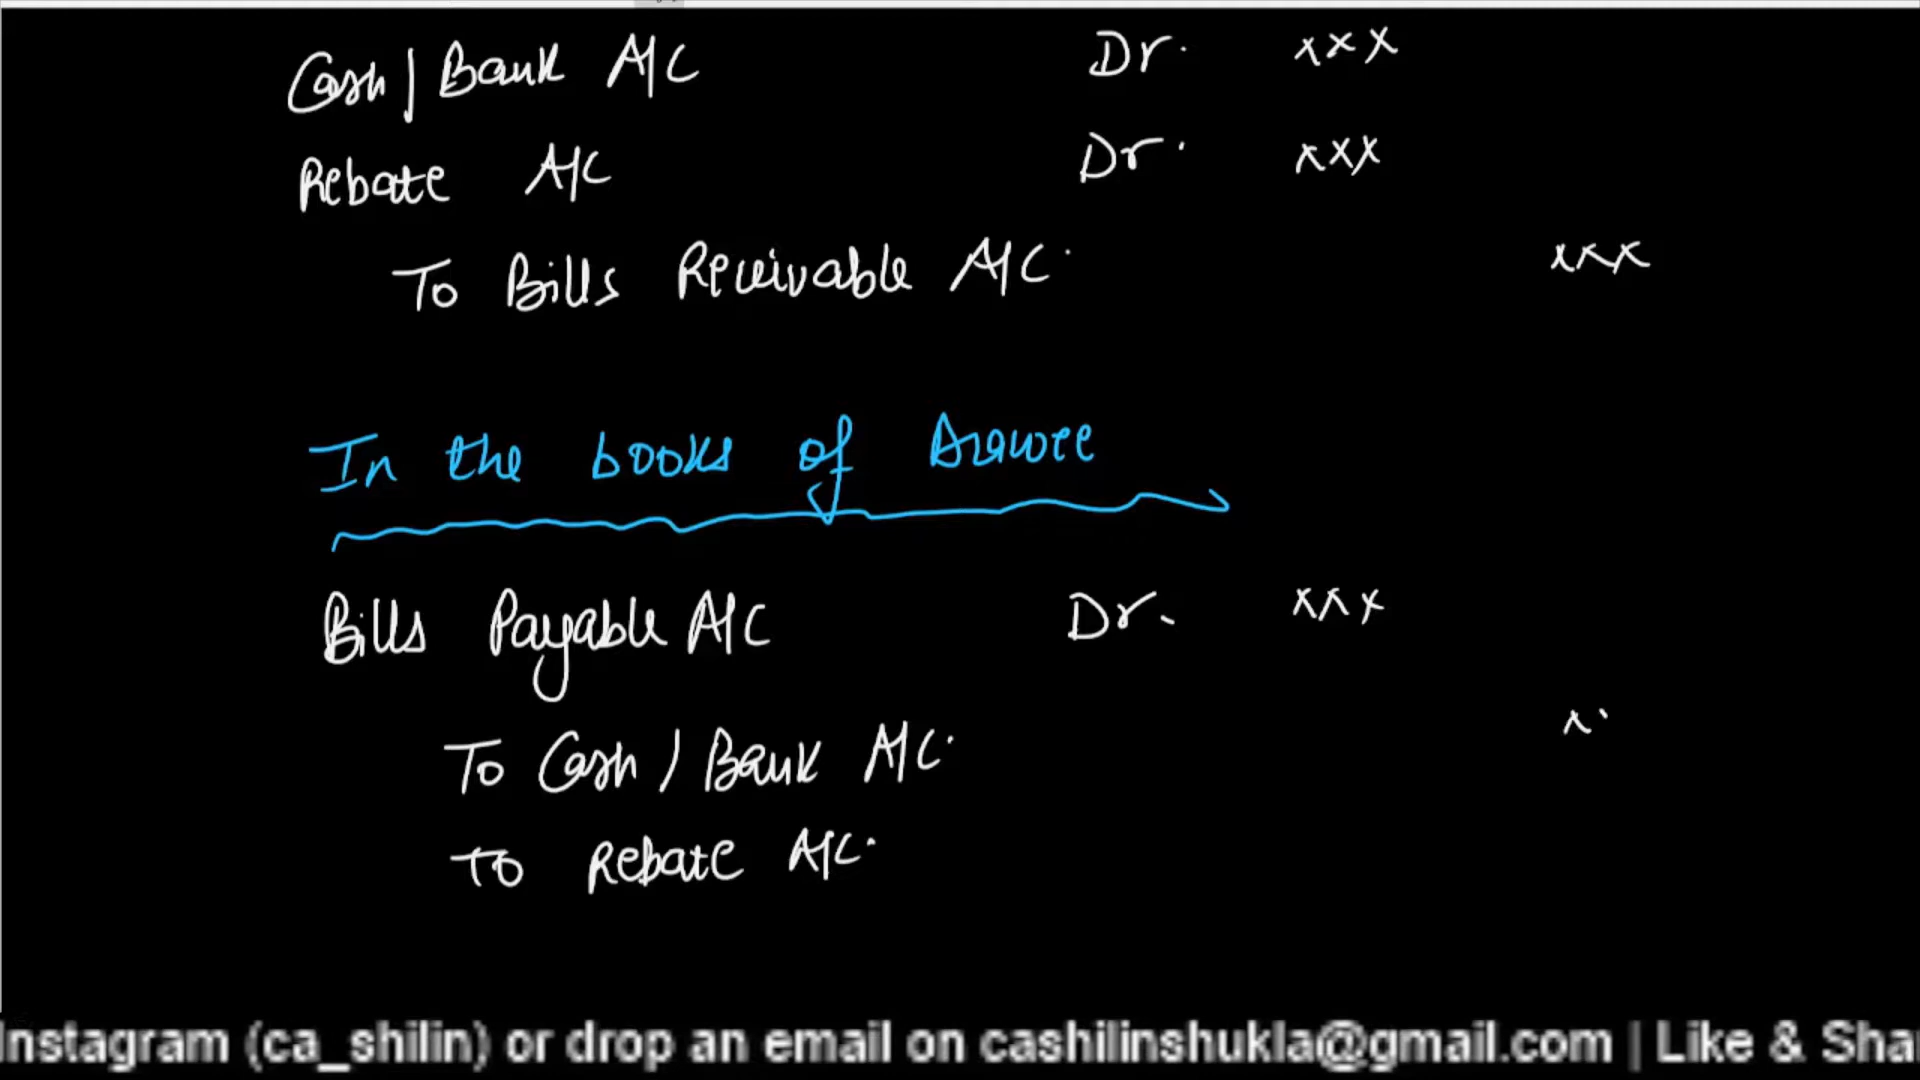 Cash / Bank A/C Dr. xxx
Rebate A/C Dr. xxx
To Bills Receivable A/C. xxx
In the books of Drawee
Bills Payable A/C Dr. xxx
To Cash / Bank A/C. x
To Rebate A/C.
Instagram (ca_shilin) or drop an email on cashilinshukla@gmail.com | Like & Sha